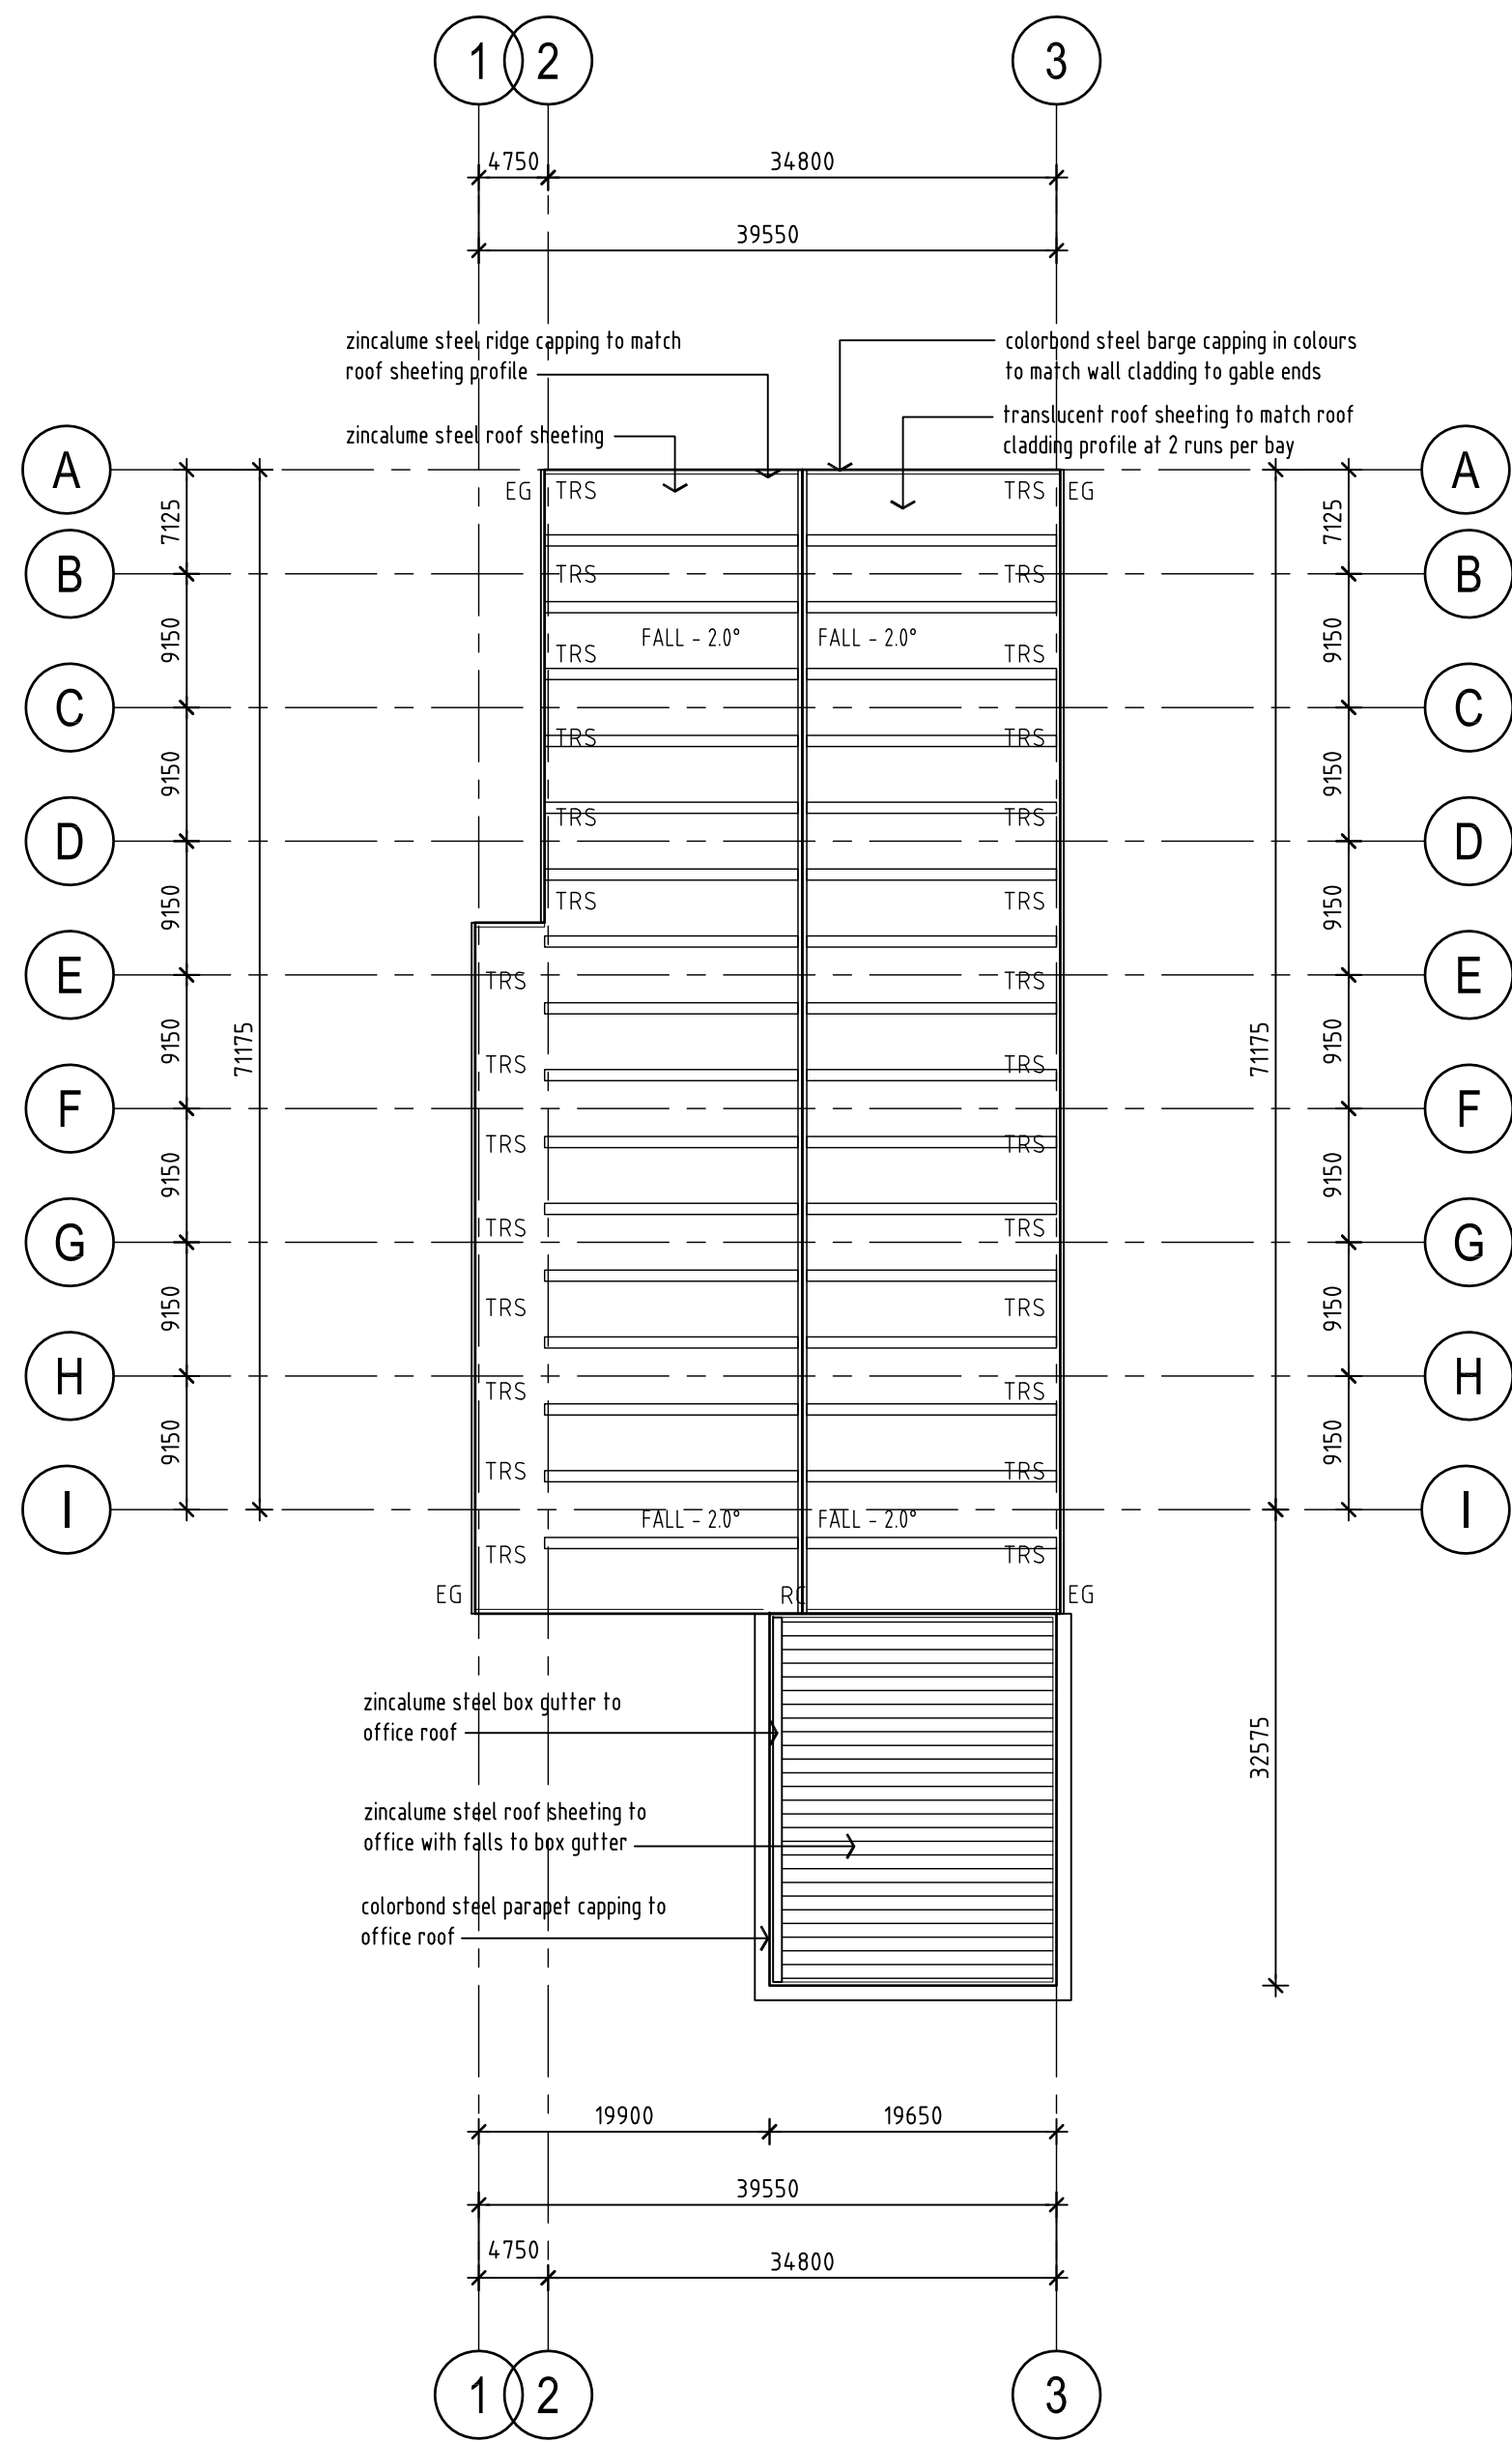 1 2 3
4750 34800
39550
zincalume steel ridge capping to match
roof sheeting profile
colorbond steel barge capping in colours
to match wall cladding to gable ends
zincalume steel roof sheeting
translucent roof sheeting to match roof
cladding profile at 2 runs per bay
A A
EG TRS TRS EG
7125 7125
B TRS TRS B
9150 FALL - 2.0° FALL - 2.0° 9150
TRS TRS
C C
TRS TRS
9150 9150
TRS TRS
D D
9150 TRS TRS 9150
E TRS TRS E
9150 71175 TRS TRS 71175 9150
F F
TRS TRS
9150 9150
TRS TRS
G G
9150 TRS TRS 9150
H TRS TRS H
9150 9150
TRS TRS
I FALL - 2.0° FALL - 2.0° I
TRS TRS
EG RC EG
zincalume steel box gutter to
office roof
32575
zincalume steel roof sheeting to
office with falls to box gutter
colorbond steel parapet capping to
office roof
19900 19650
39550
4750 34800
1 2 3